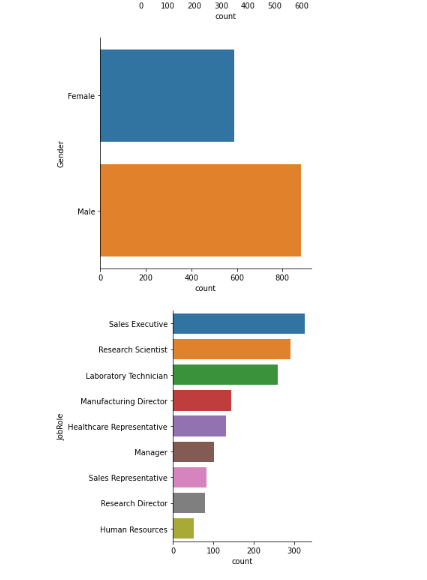 0 100 200 300 400 500 600
count
Female
Gender
Male
0 200 400 600 800
count
Sales Executive
Research Scientist
Laboratory Technician
Manufacturing Director
JobRole
Healthcare Representative
Manager
Sales Representative
Research Director
Human Resources
0 100 200 300
count